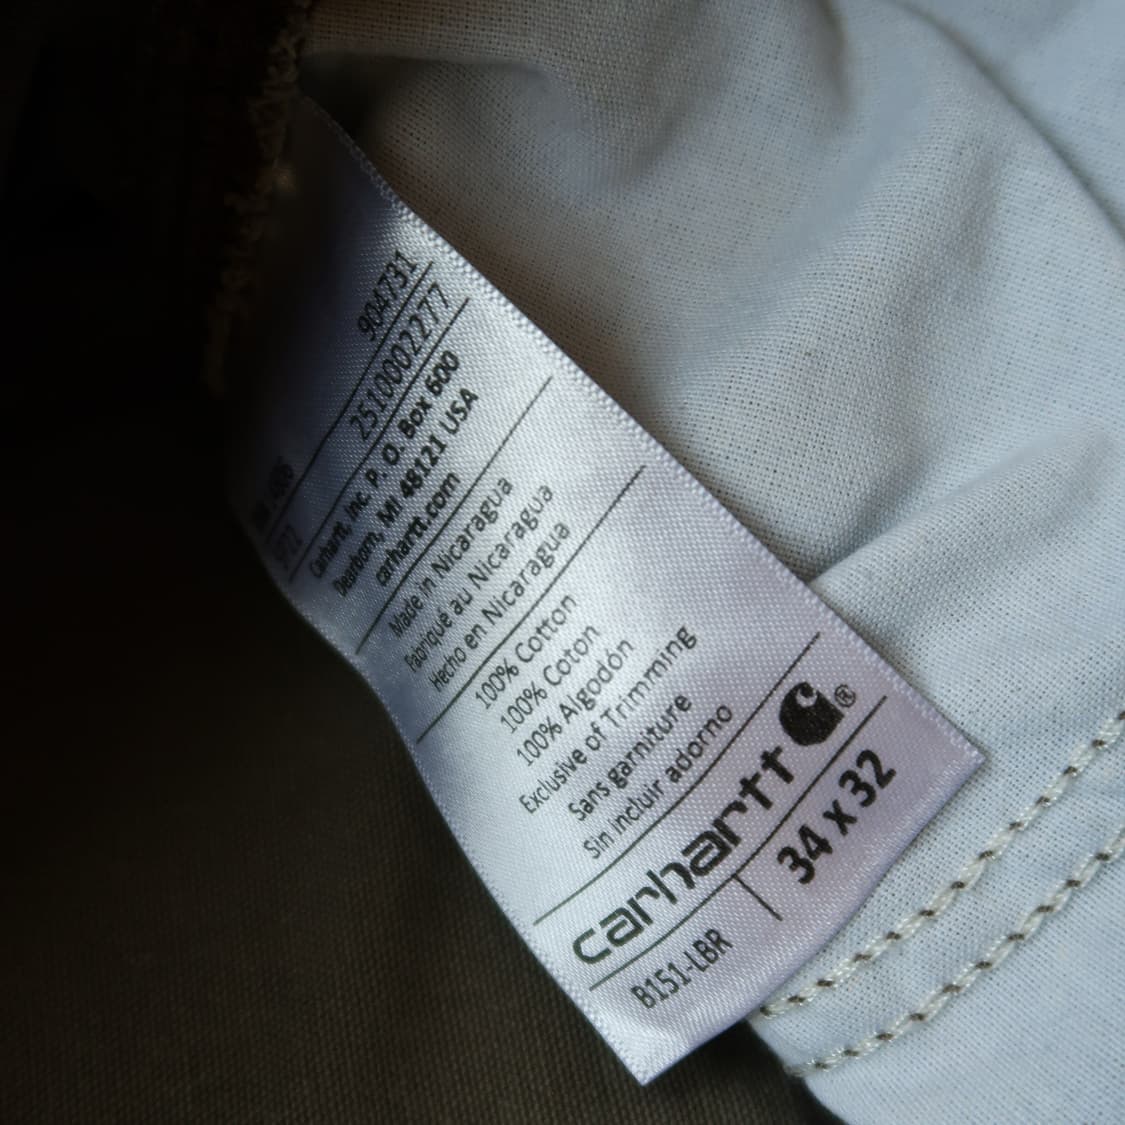 904731
2510002277
Carhartt, Inc. P. O. Box 600
Dearborn, MI 48121 USA
carhartt.com
Made in Nicaragua
Fabriqué au Nicaragua
Hecho en Nicaragua
100% Cotton
100% Coton
100% Algodón
Exclusive of Trimming
Sans garniture
Sin incluir adorno
carhartt ®
B151-LBR 34 x 32